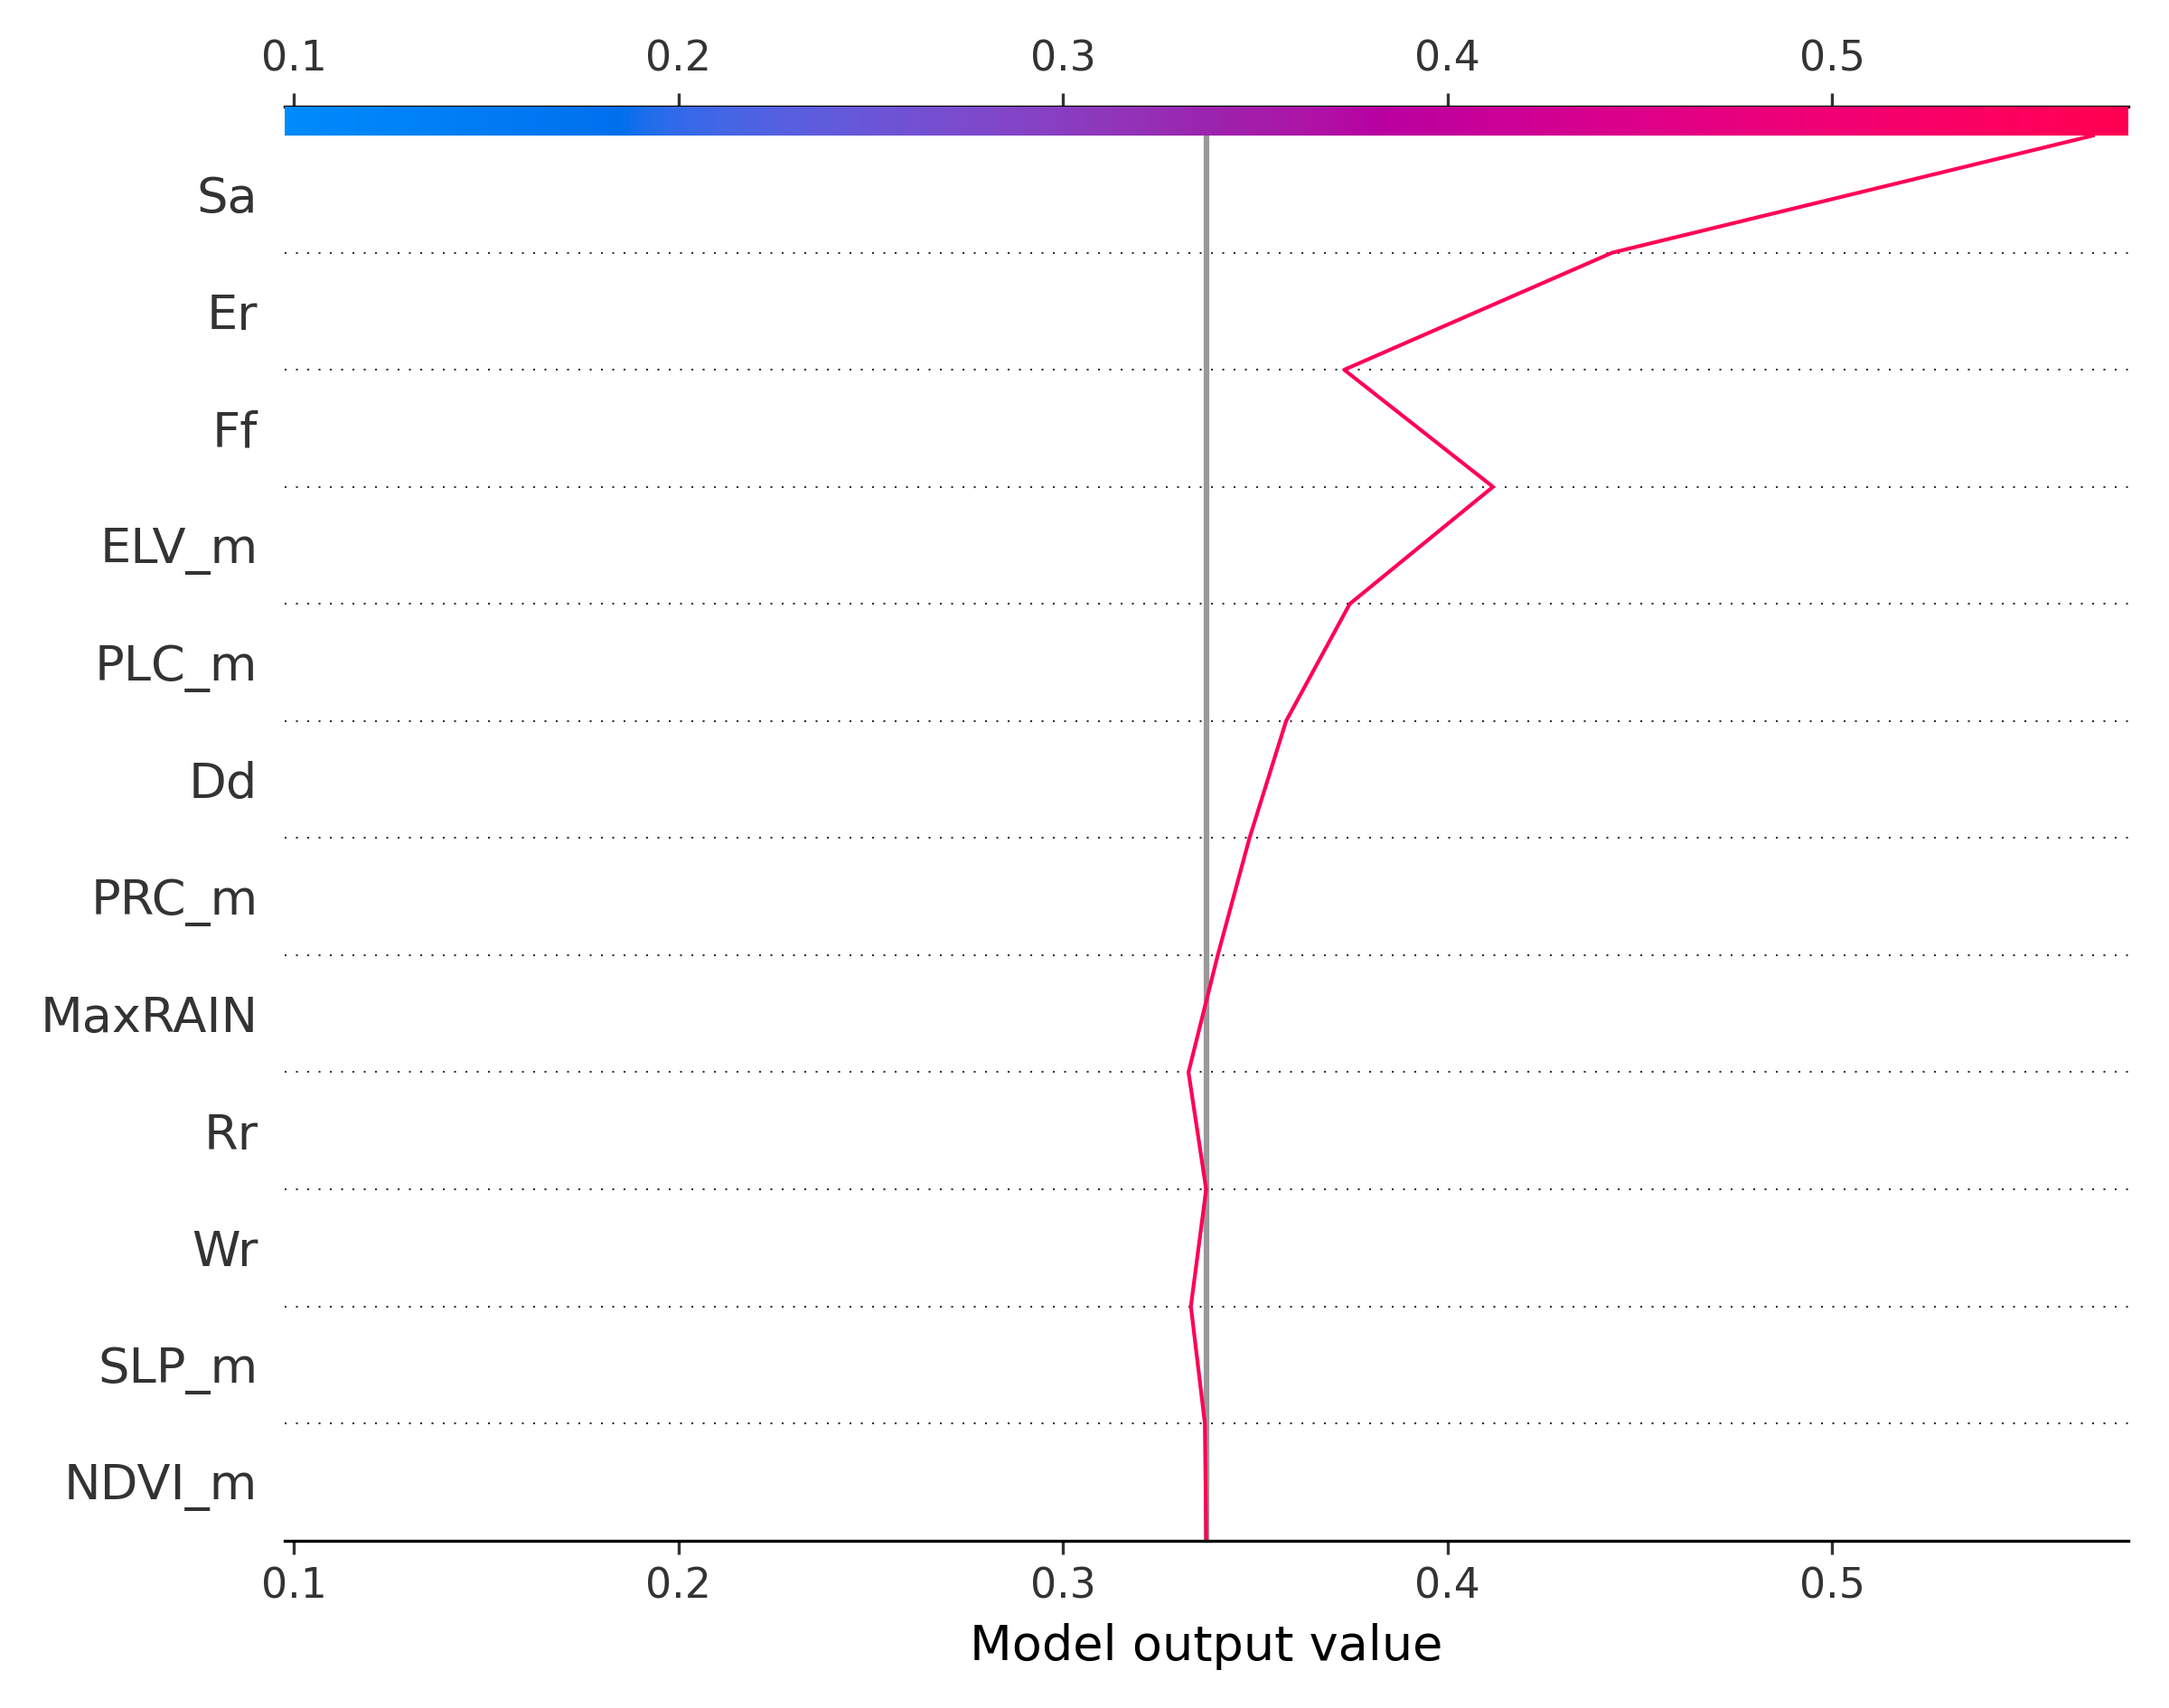 0.1 0.2 0.3 0.4 0.5
Sa
Er
Ff
ELV_m
PLC_m
Dd
PRC_m
MaxRAIN
Rr
Wr
SLP_m
NDVI_m
0.1 0.2 0.3 0.4 0.5
Model output value